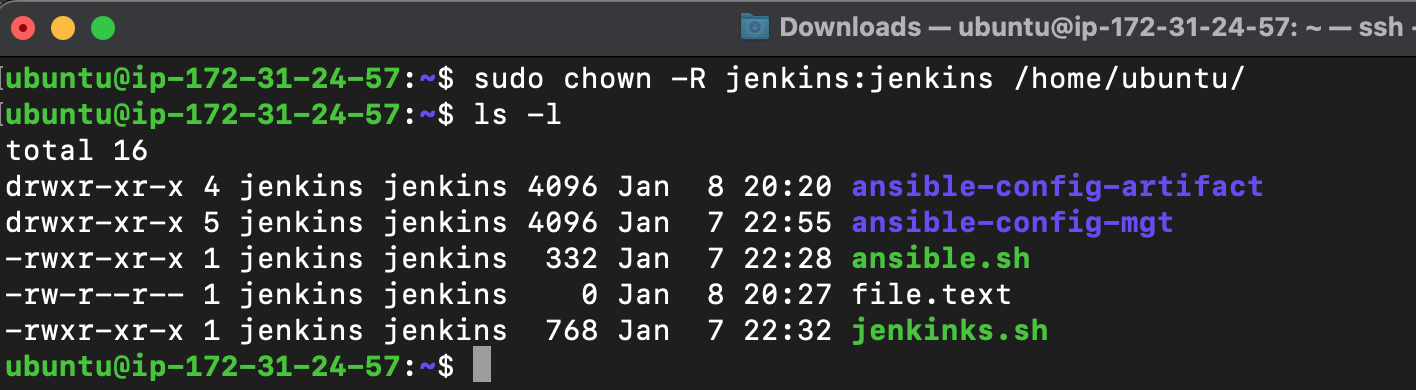 Downloads — ubuntu@ip-172-31-24-57: ~ — ssh
ubuntu@ip-172-31-24-57:~$ sudo chown -R jenkins:jenkins /home/ubuntu/
ubuntu@ip-172-31-24-57:~$ ls -l
total 16
drwxr-xr-x 4 jenkins jenkins 4096 Jan  8 20:20 ansible-config-artifact
drwxr-xr-x 5 jenkins jenkins 4096 Jan  7 22:55 ansible-config-mgt
-rwxr-xr-x 1 jenkins jenkins  332 Jan  7 22:28 ansible.sh
-rw-r--r-- 1 jenkins jenkins    0 Jan  8 20:27 file.text
-rwxr-xr-x 1 jenkins jenkins  768 Jan  7 22:32 jenkinks.sh
ubuntu@ip-172-31-24-57:~$